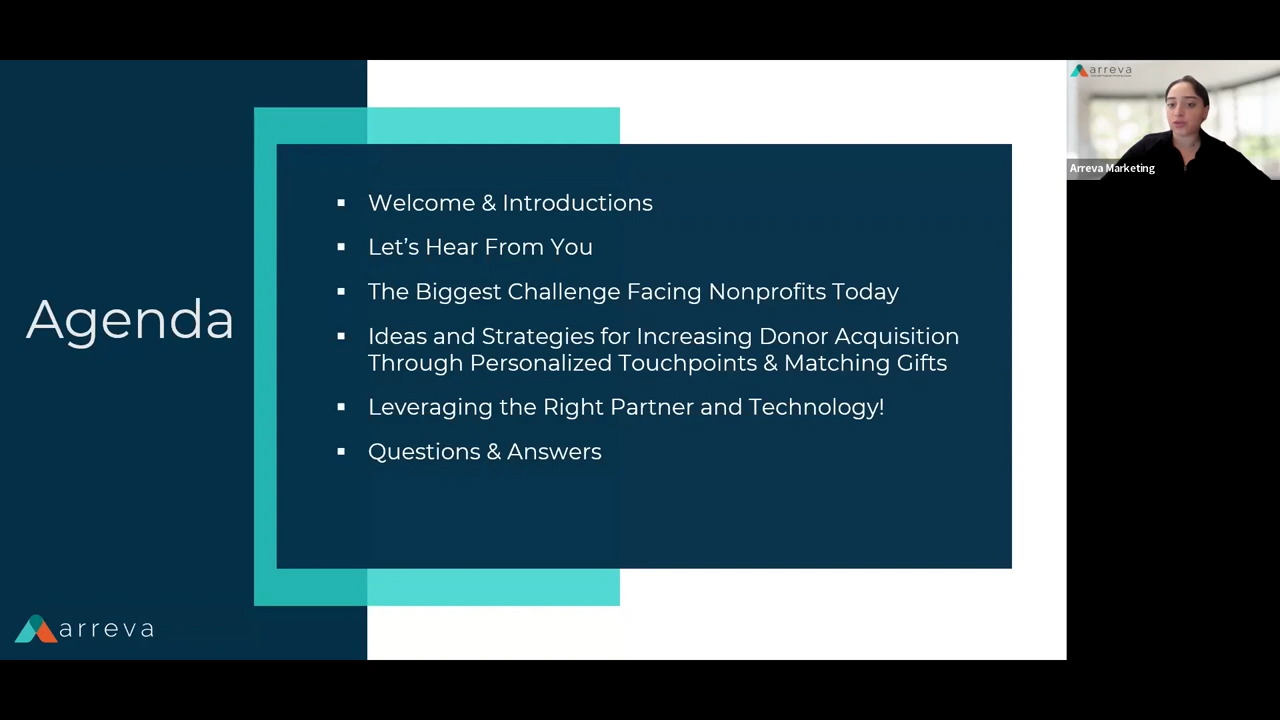 Agenda
▪ Welcome & Introductions
▪ Let's Hear From You
▪ The Biggest Challenge Facing Nonprofits Today
▪ Ideas and Strategies for Increasing Donor Acquisition
Through Personalized Touchpoints & Matching Gifts
▪ Leveraging the Right Partner and Technology!
▪ Questions & Answers
arreva
arreva
Arreva Marketing